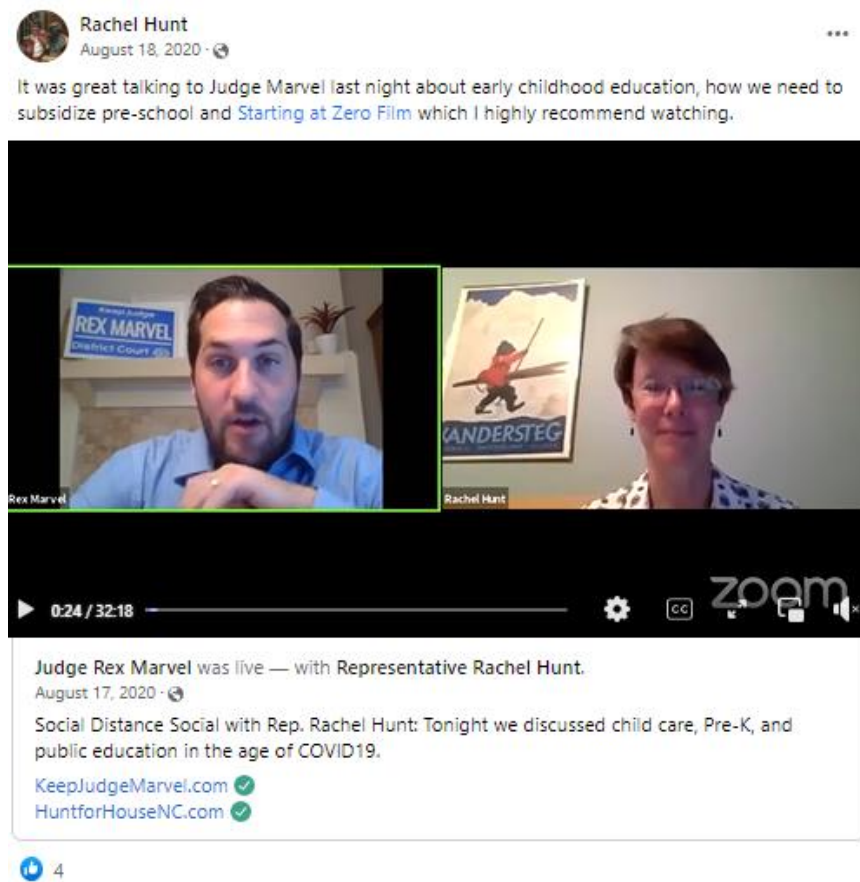 Rachel Hunt
August 18, 2020 ·
It was great talking to Judge Marvel last night about early childhood education, how we need to
subsidize pre-school and Starting at Zero Film which I highly recommend watching.
Keep Judge
REX MARVEL
District Court
KANDERSTEG
Rex Marvel
Rachel Hunt
zoom
0:24 / 32:18
CC
Judge Rex Marvel was live — with Representative Rachel Hunt.
August 17, 2020 ·
Social Distance Social with Rep. Rachel Hunt: Tonight we discussed child care, Pre-K, and
public education in the age of COVID19.
KeepJudgeMarvel.com
HuntforHouseNC.com
4